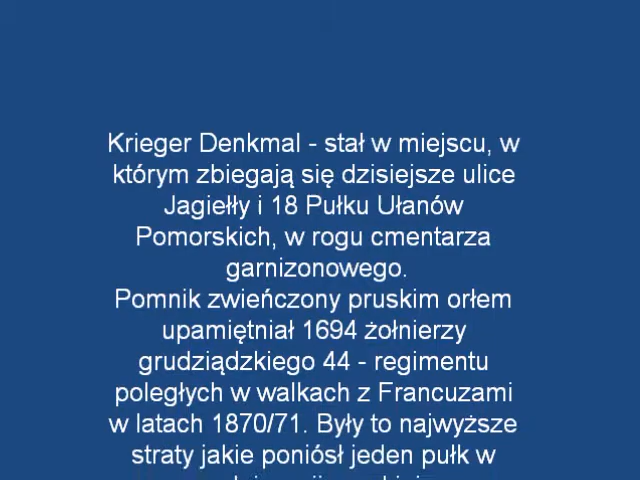 Krieger Denkmal - stał w miejscu, w
którym zbiegają się dzisiejsze ulice
Jagiełły i 18 Pułku Ułanów
Pomorskich, w rogu cmentarza
garnizonowego.
Pomnik zwieńczony pruskim orłem
upamiętniał 1694 żołnierzy
grudziądzkiego 44 - regimentu
poległych w walkach z Francuzami
w latach 1870/71. Były to najwyższe
straty jakie poniósł jeden pułk w